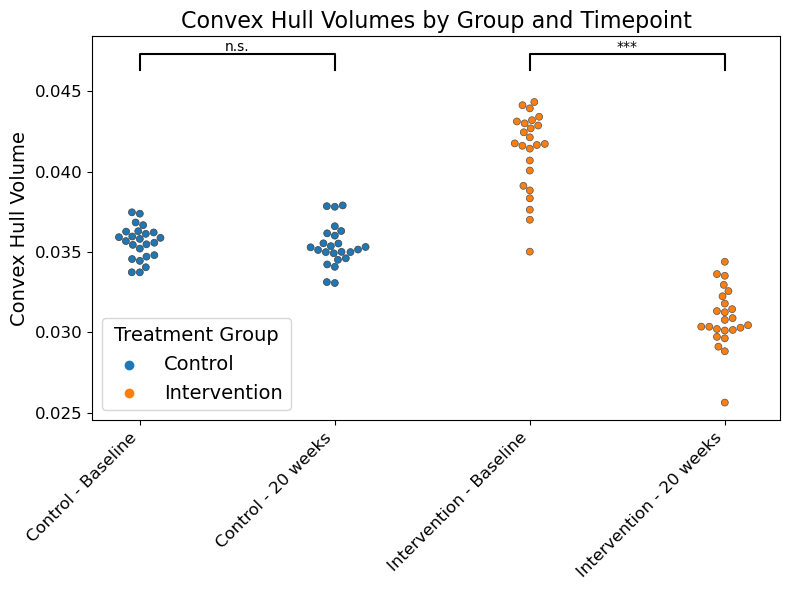 Convex Hull Volumes by Group and Timepoint
n.s.
***
Convex Hull Volume
0.045
0.040
0.035
0.030
0.025
Treatment Group
Control
Intervention
Control - Baseline
Control - 20 weeks
Intervention - Baseline
Intervention - 20 weeks